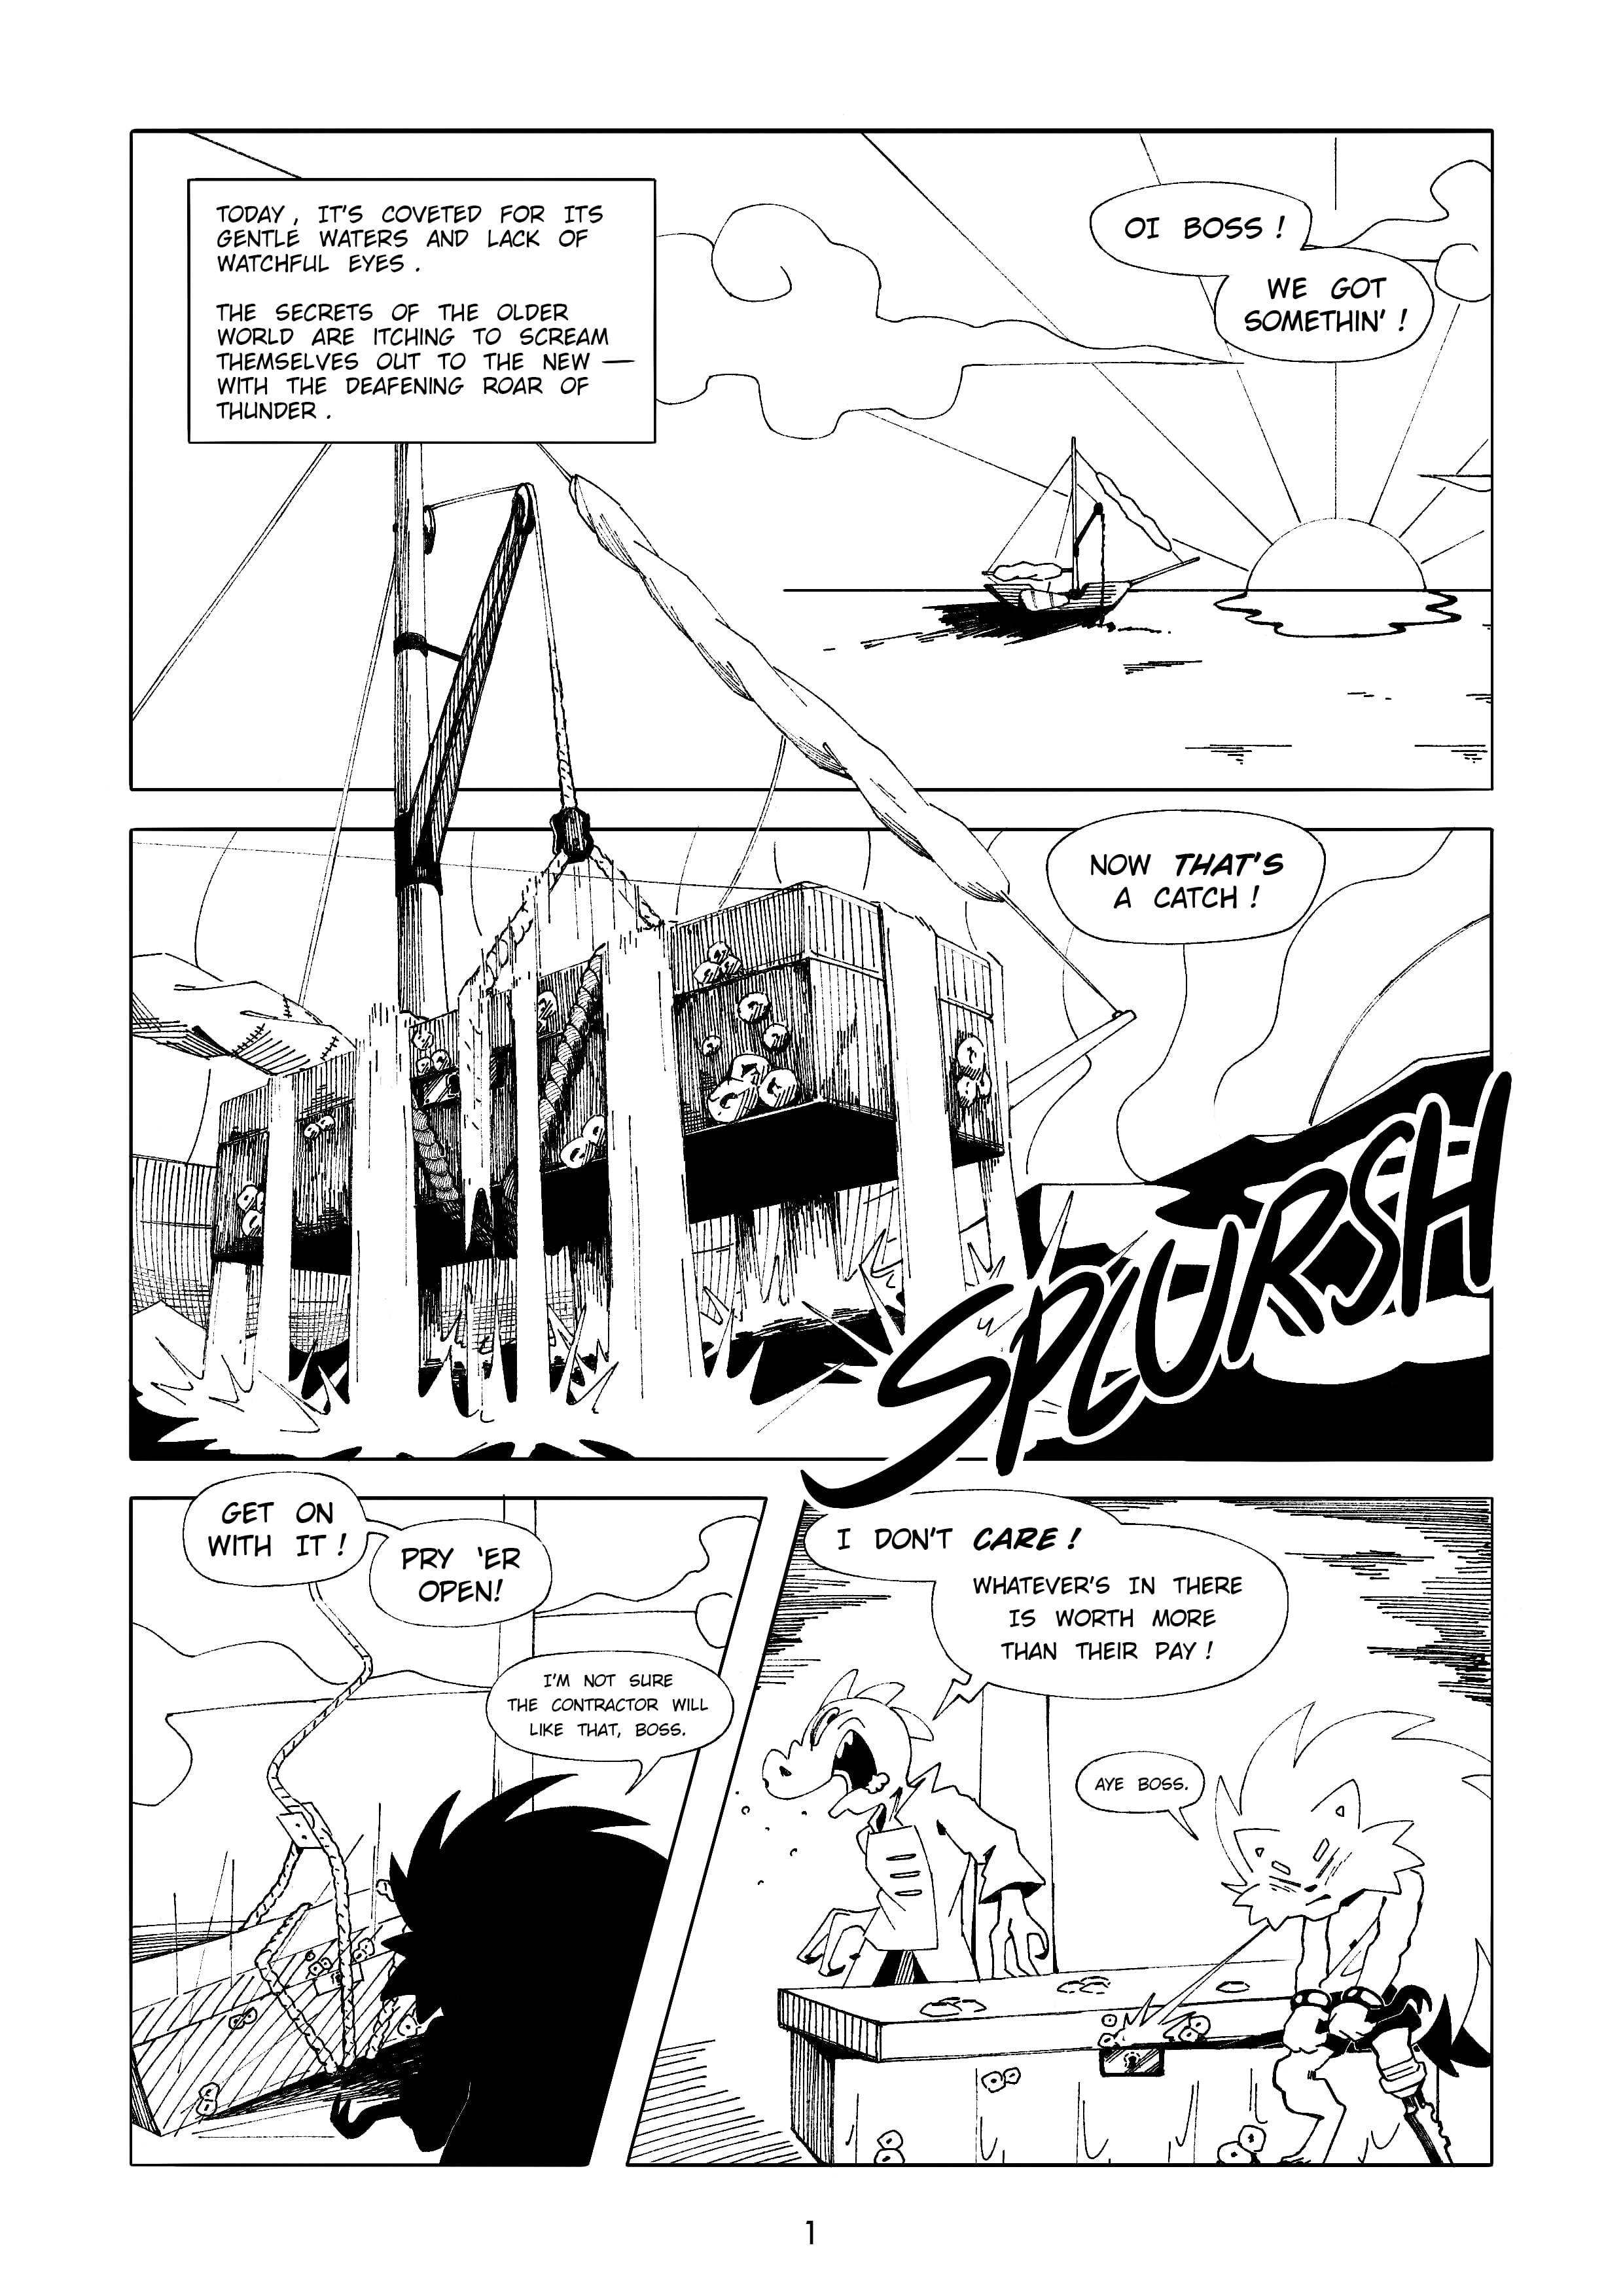 TODAY, IT'S COVETED FOR ITS
GENTLE WATERS AND LACK OF
WATCHFUL EYES.
THE SECRETS OF THE OLDER
WORLD ARE ITCHING TO SCREAM
THEMSELVES OUT TO THE NEW —
WITH THE DEAFENING ROAR OF
THUNDER.
OI BOSS!
WE GOT
SOMETHIN'!
NOW THAT'S
A CATCH!
SPLURSH
GET ON
WITH IT!
PRY 'ER
OPEN!
I'M NOT SURE
THE CONTRACTOR WILL
LIKE THAT, BOSS.
I DON'T CARE!
WHATEVER'S IN THERE
IS WORTH MORE
THAN THEIR PAY!
AYE BOSS.
1